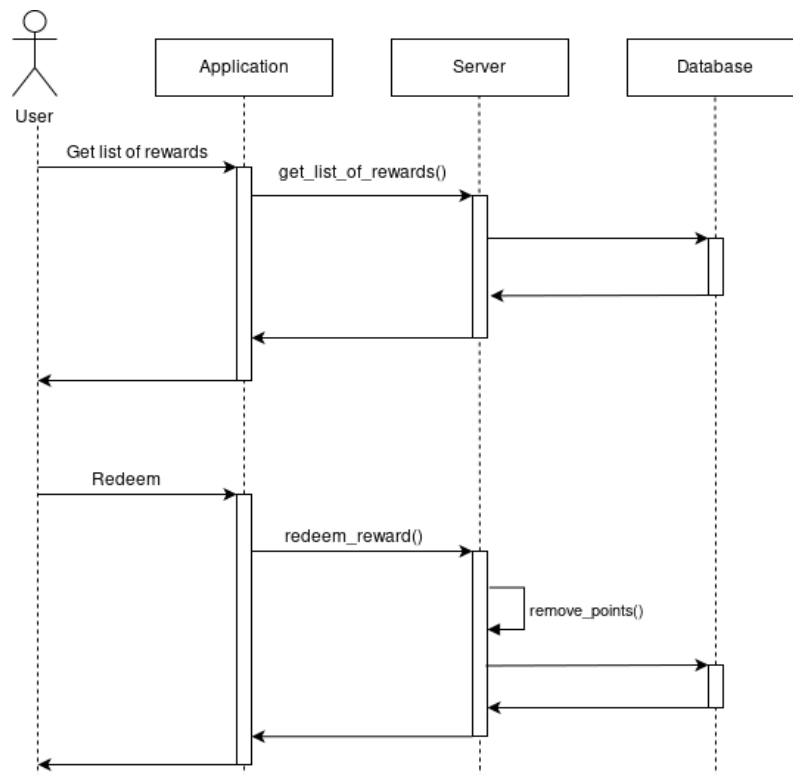 Application
Server
Database
User
Get list of rewards
get_list_of_rewards()
Redeem
redeem_reward()
remove_points()